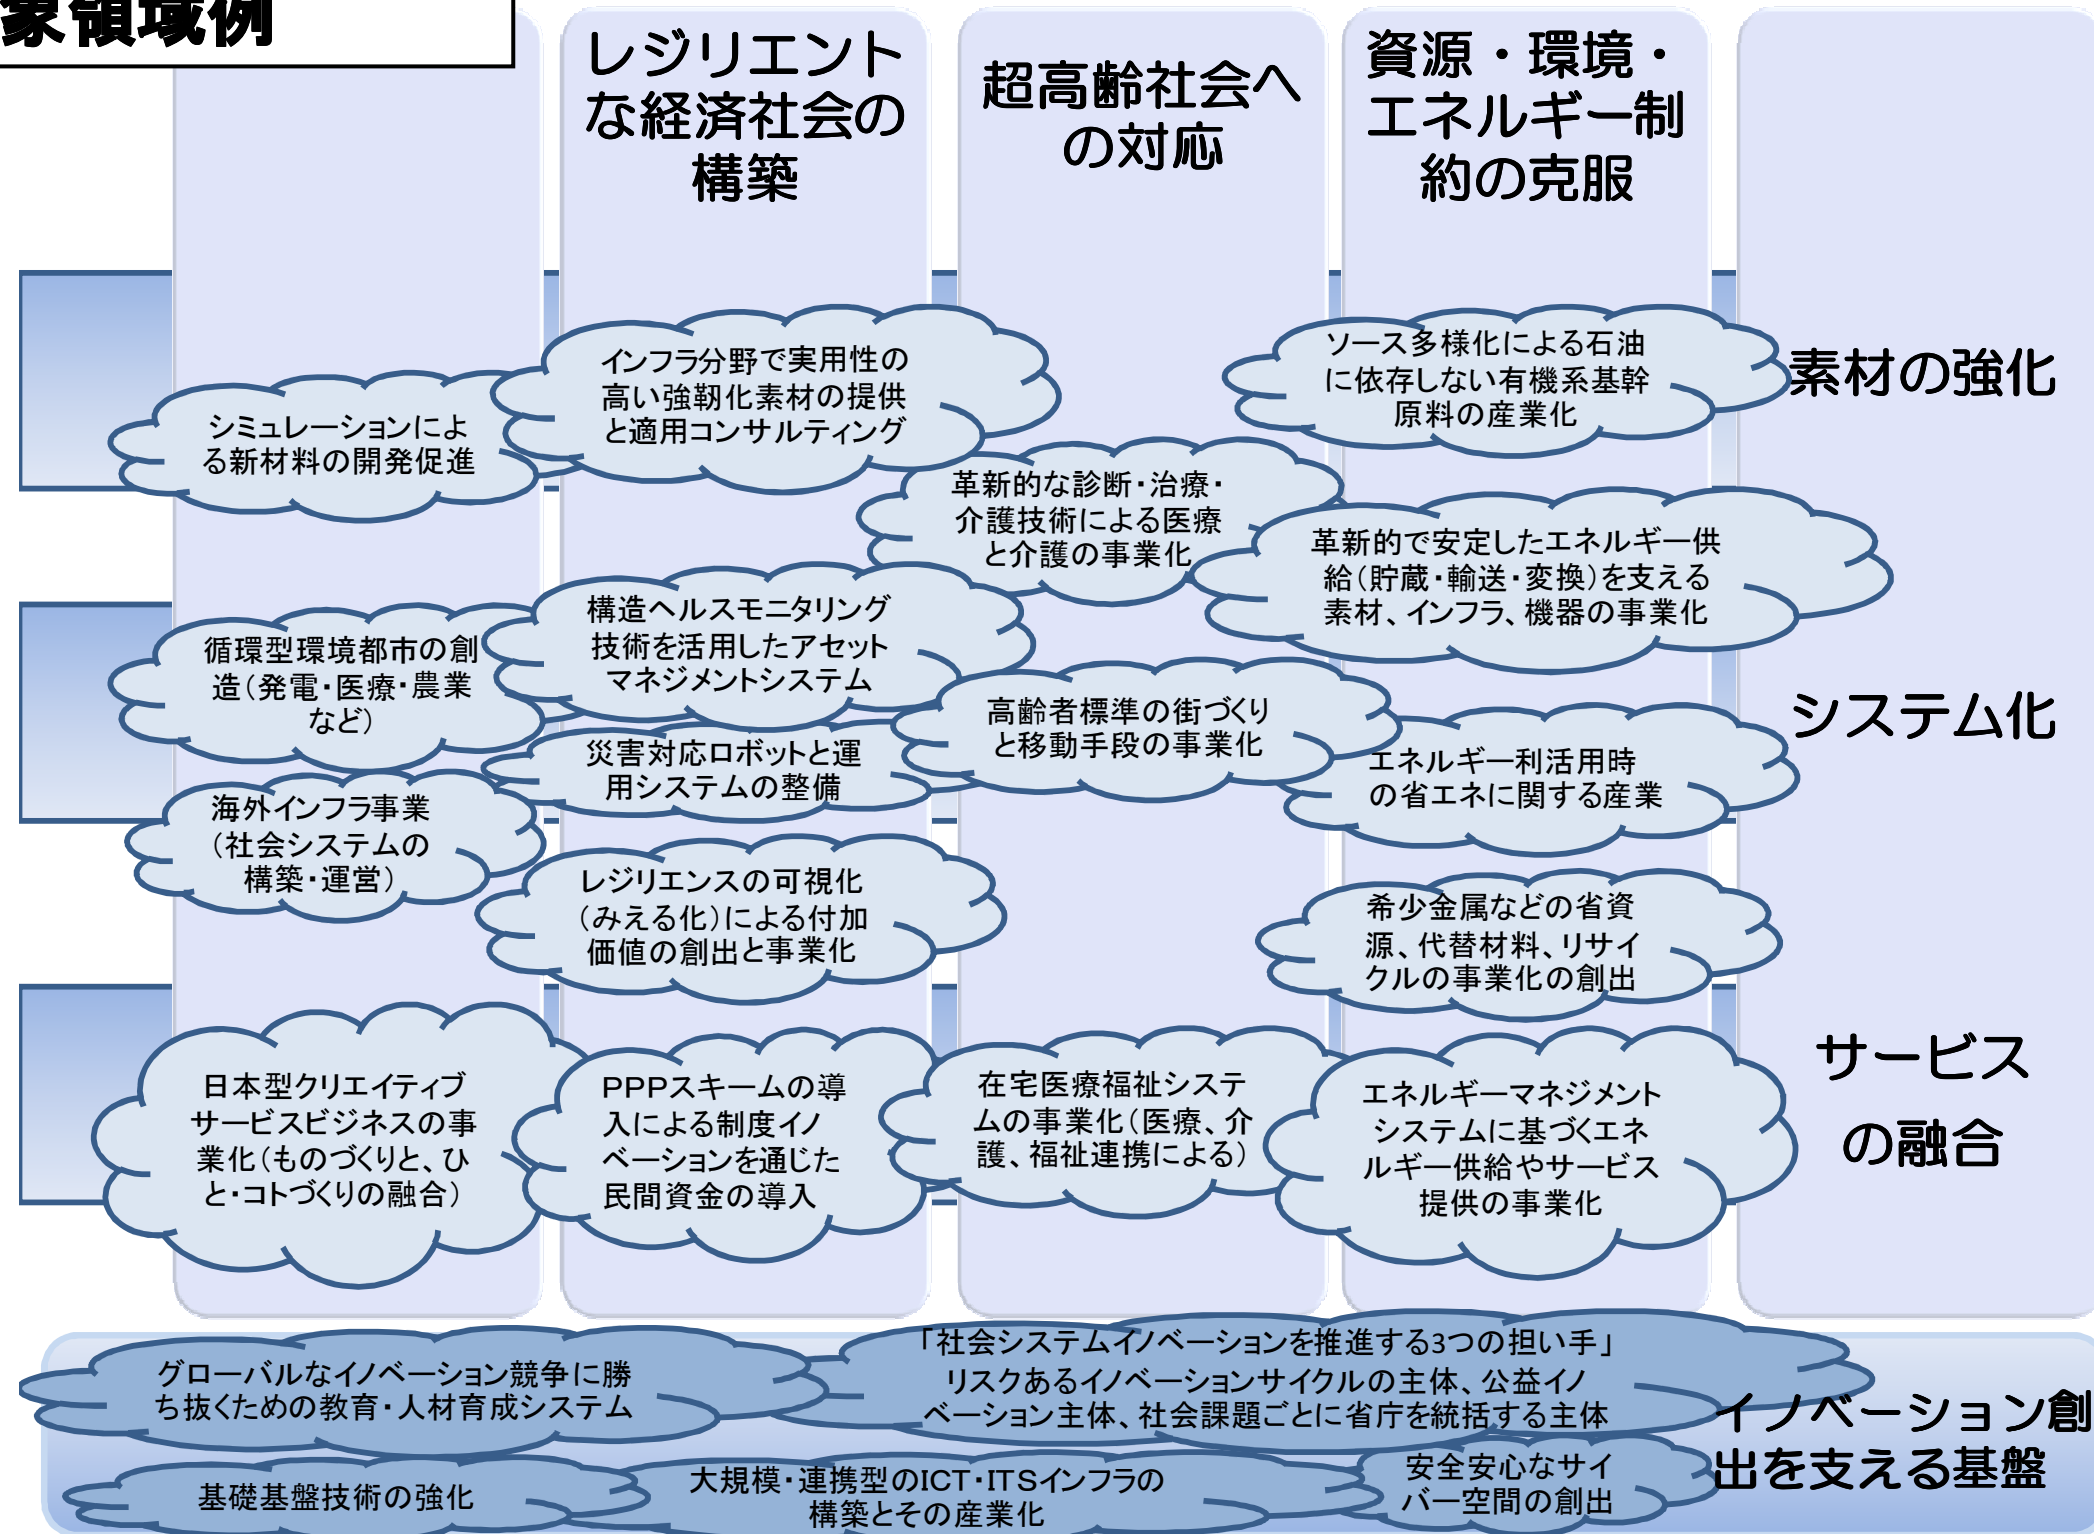 象領域例
レジリエント
な経済社会の
構築
超高齢社会へ
の対応
資源・環境・
エネルギー制
約の克服
素材の強化
シミュレーションによ
る新材料の開発促進
インフラ分野で実用性の
高い強靭化素材の提供
と適用コンサルティング
革新的な診断・治療・
介護技術による医療
と介護の事業化
ソース多様化による石油
に依存しない有機系基幹
原料の産業化
革新的で安定したエネルギー供
給(貯蔵・輸送・変換)を支える
素材、インフラ、機器の事業化
システム化
循環型環境都市の創
造(発電・医療・農業
など)
構造ヘルスモニタリング
技術を活用したアセット
マネジメントシステム
高齢者標準の街づくり
と移動手段の事業化
エネルギー利活用時
の省エネに関する産業
災害対応ロボットと運
用システムの整備
海外インフラ事業
(社会システムの
構築・運営)
レジリエンスの可視化
(みえる化)による付加
価値の創出と事業化
希少金属などの省資
源、代替材料、リサイ
クルの事業化の創出
サービス
の融合
日本型クリエイティブ
サービスビジネスの事
業化(ものづくりと、ひ
と・コトづくりの融合)
PPPスキームの導
入による制度イノ
ベーションを通じた
民間資金の導入
在宅医療福祉システ
ムの事業化(医療、介
護、福祉連携による)
エネルギーマネジメント
システムに基づくエネ
ルギー供給やサービス
提供の事業化
グローバルなイノベーション競争に勝
ち抜くための教育・人材育成システム
「社会システムイノベーションを推進する3つの担い手」
リスクあるイノベーションサイクルの主体、公益イノ
ベーション主体、社会課題ごとに省庁を統括する主体
イノベーション創
出を支える基盤
基礎基盤技術の強化
大規模・連携型のICT・ITSインフラの
構築とその産業化
安全安心なサイ
バー空間の創出